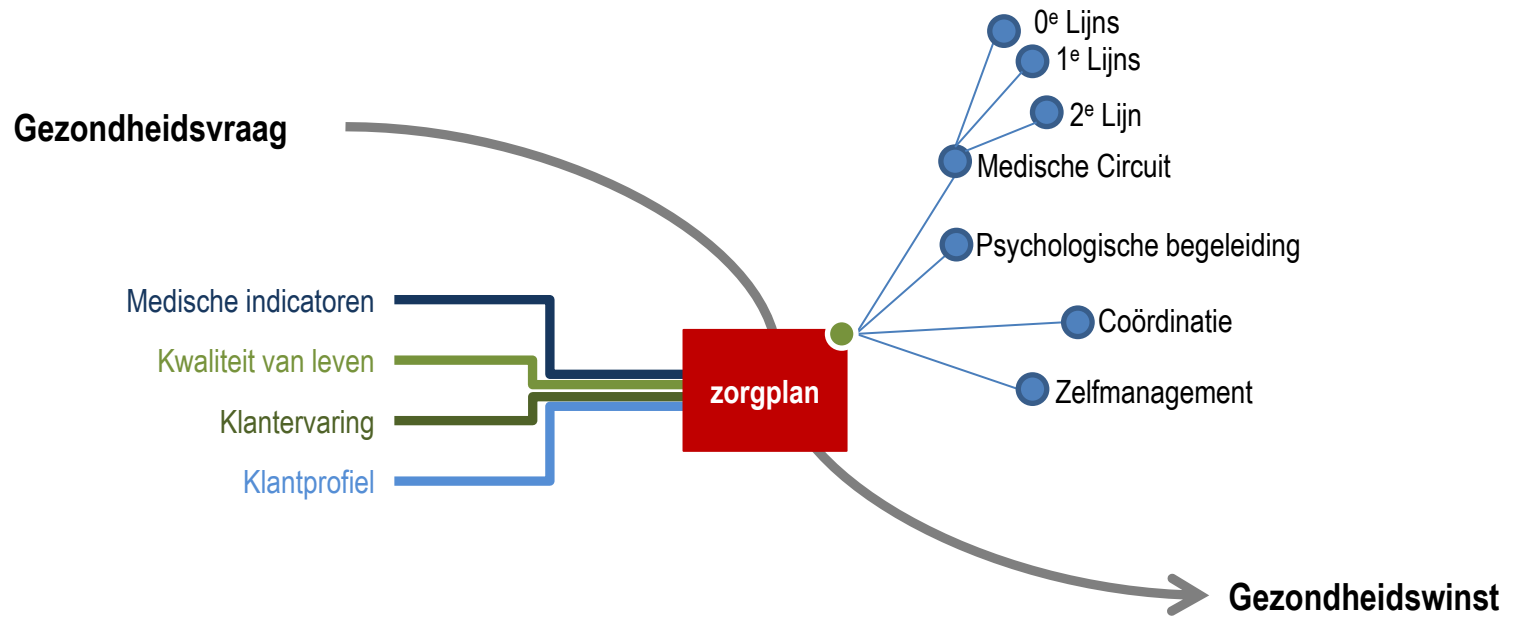 0e Lijns
1e Lijns
2e Lijn
Gezondheidsvraag
Medische Circuit
Psychologische begeleiding
Medische indicatoren
Coördinatie
Kwaliteit van leven
zorgplan
Zelfmanagement
Klantervaring
Klantprofiel
Gezondheidswinst